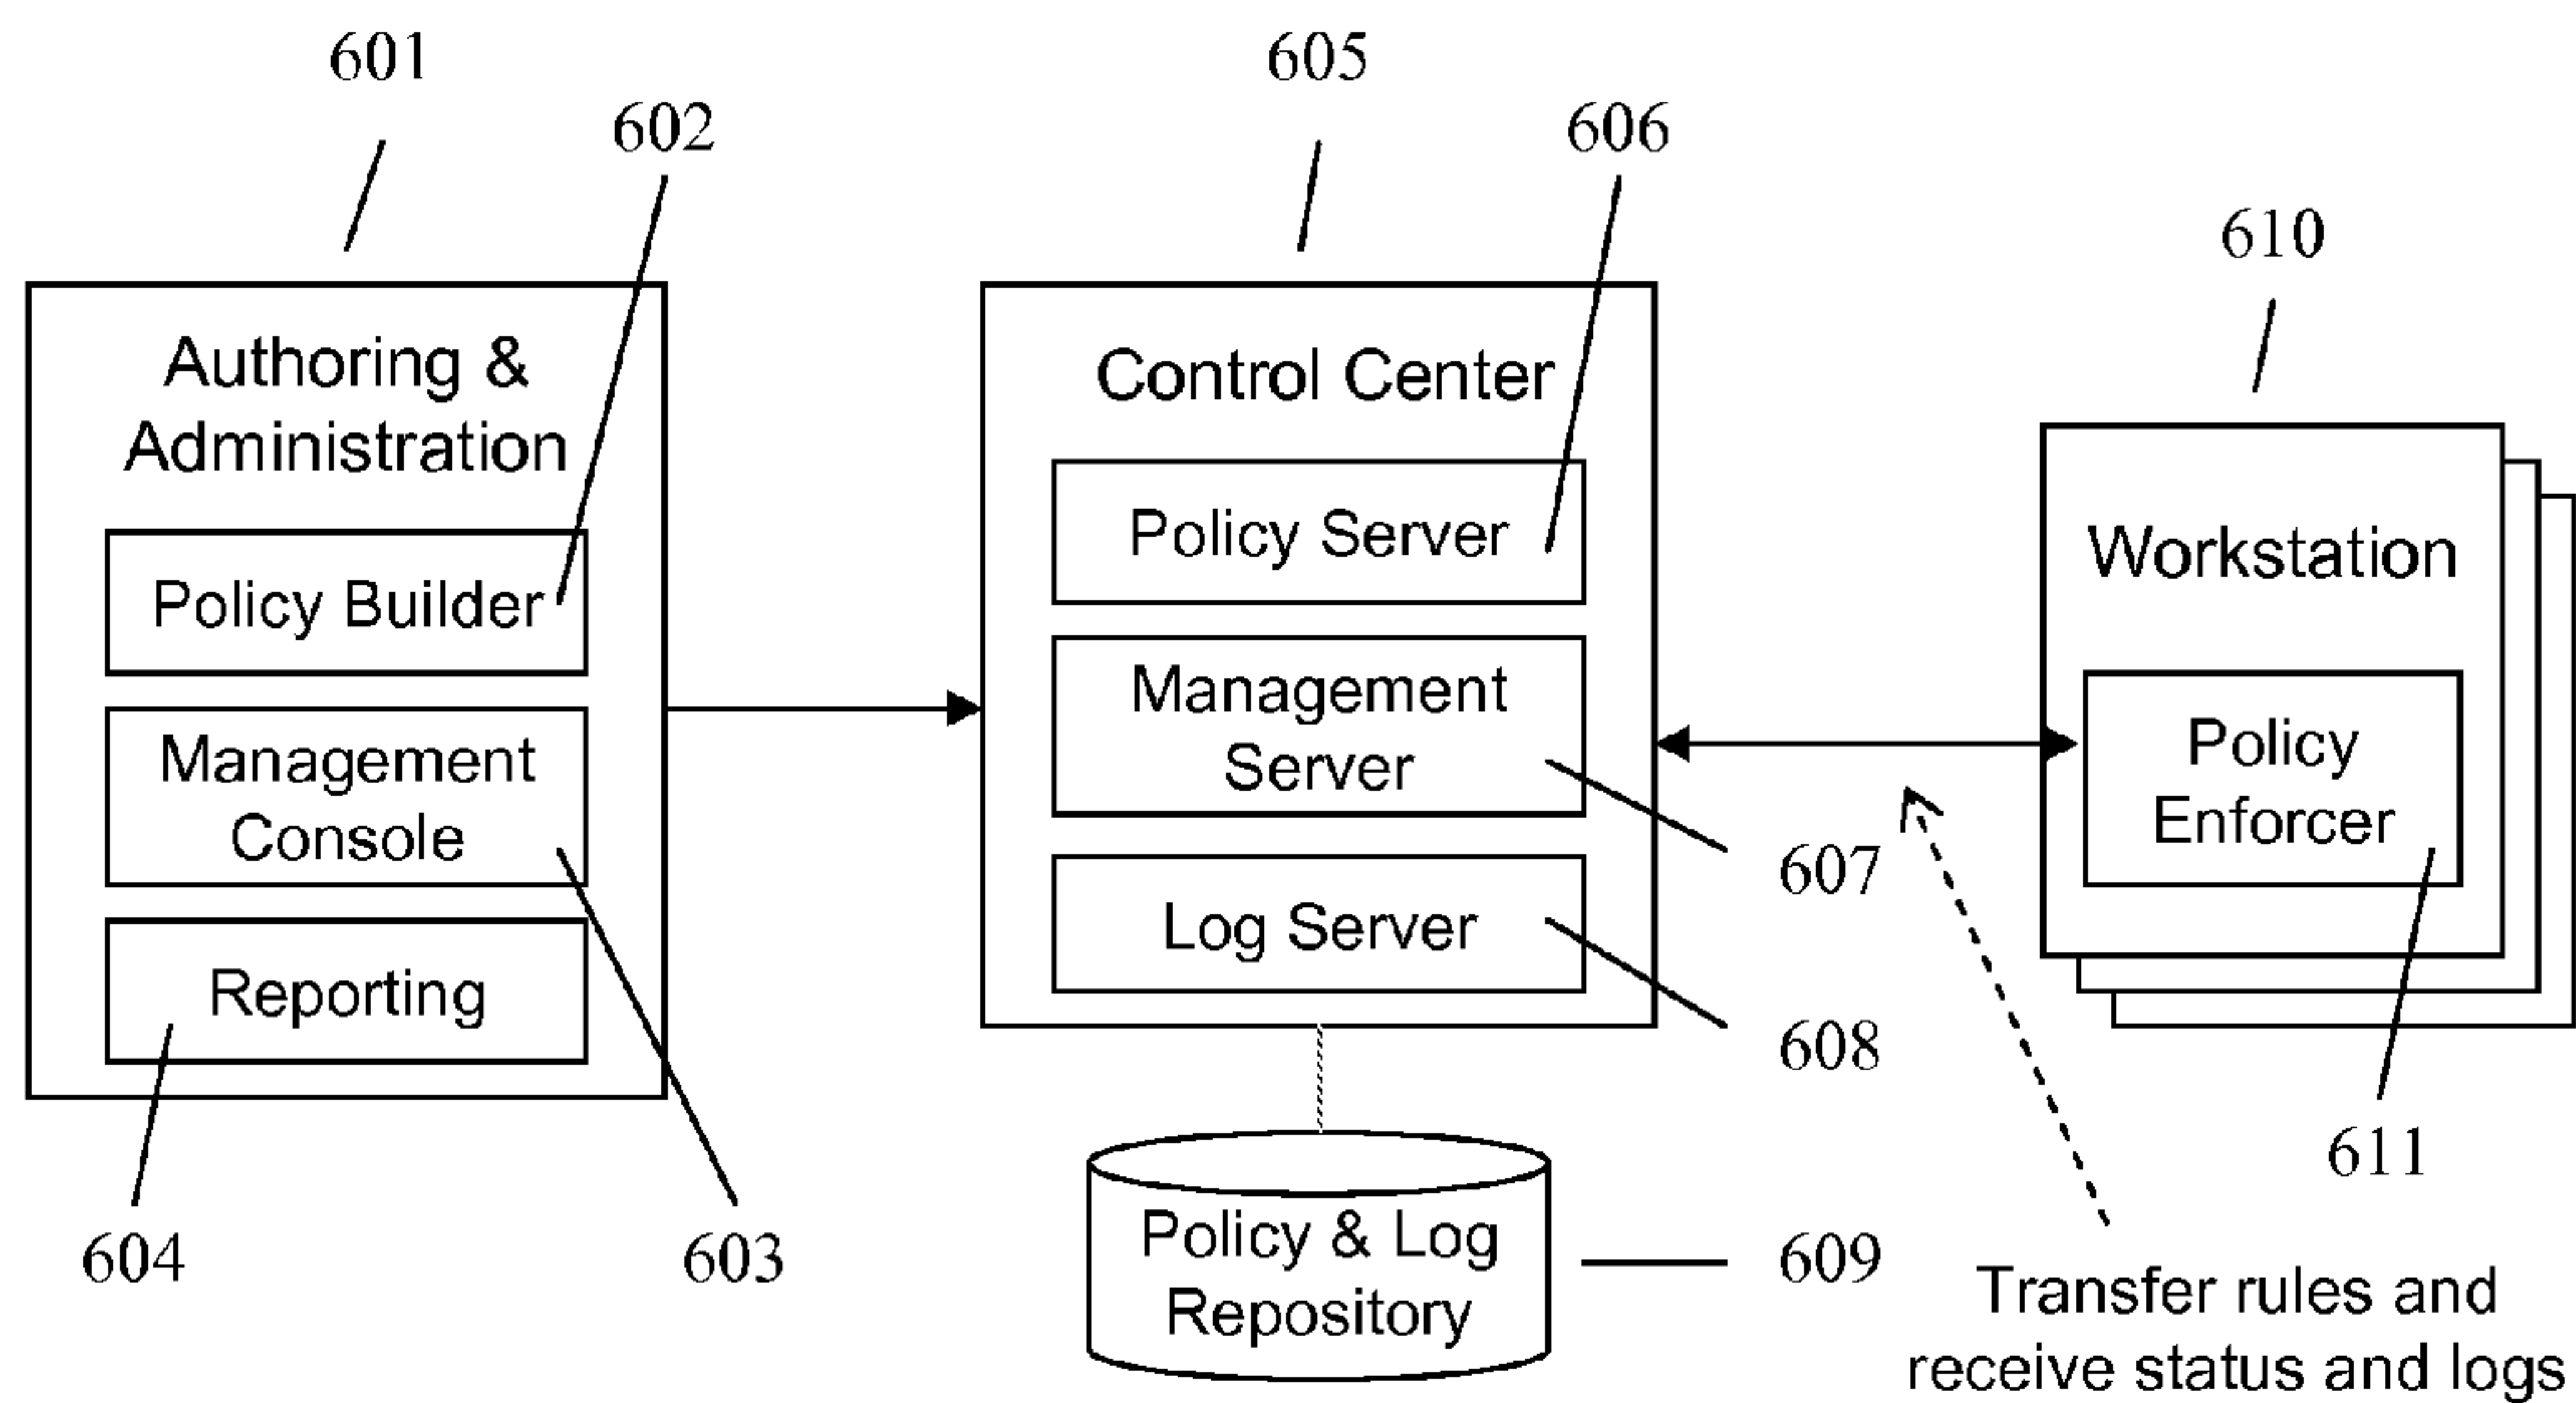 601
602
605
606
610
Authoring &
Administration
Policy Builder
Management
Console
Reporting
604
603
Control Center
Policy Server
Management
Server
Log Server
607
608
Policy & Log
Repository
609
Workstation
Policy
Enforcer
611
Transfer rules and
receive status and logs